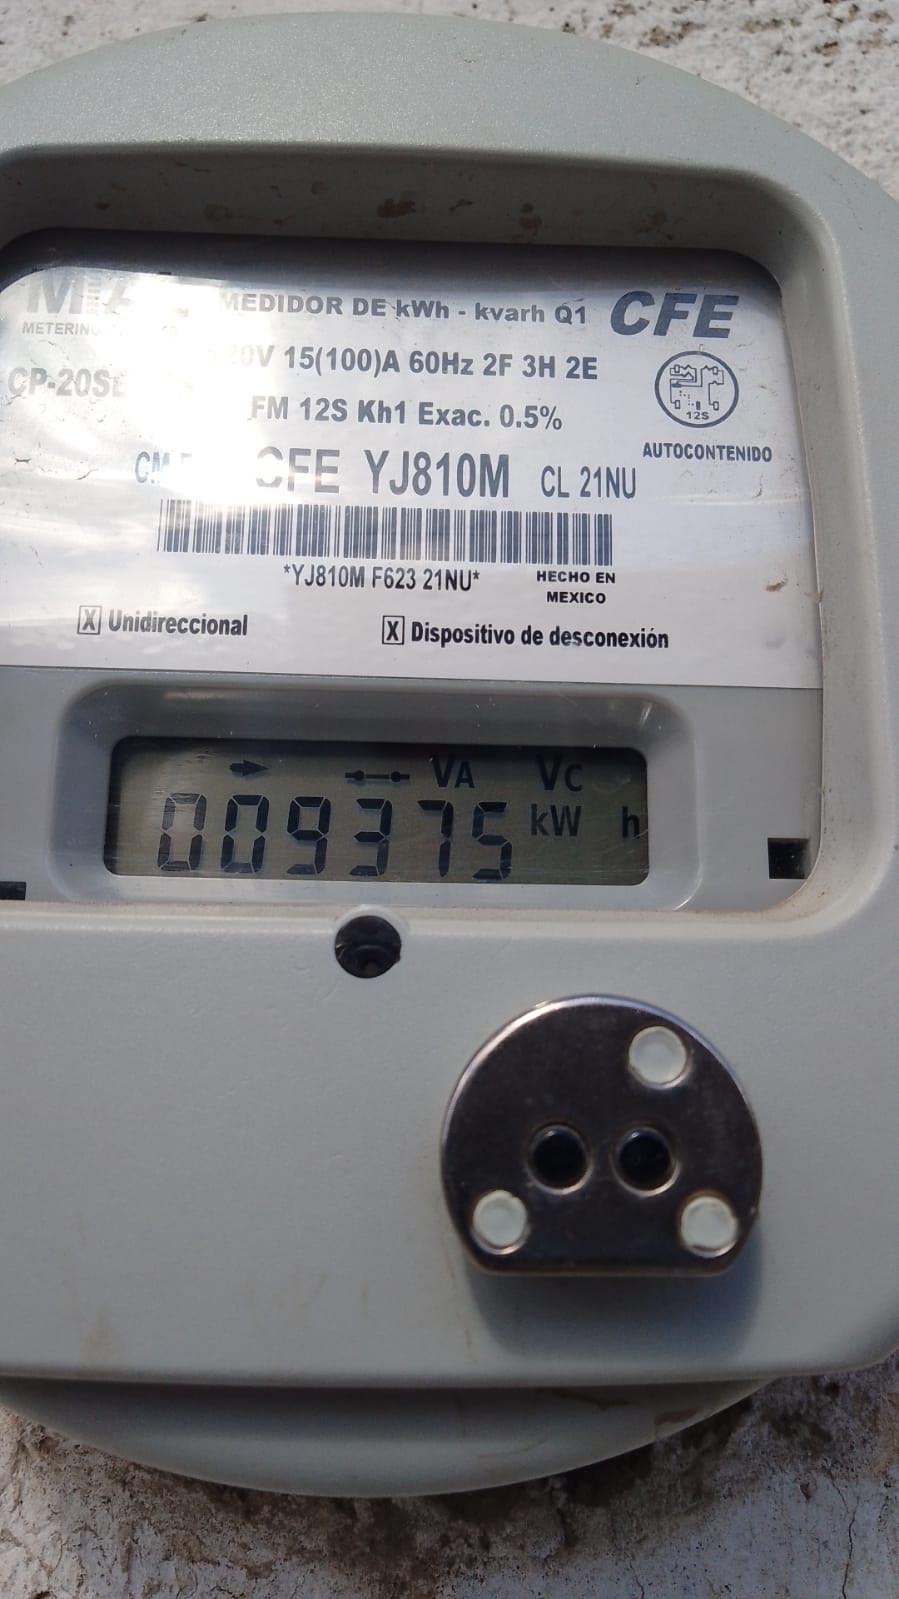 METERING
MEDIDOR DE kWh - kvarh Q1
CFE
15(100)A 60Hz 2F 3H 2E
FM 12S Kh1 Exac. 0.5%
12S
AUTOCONTENIDO
CFE YJ810M CL 21NU
*YJ810M F623 21NU*
HECHO EN
MEXICO
X Unidireccional
X Dispositivo de desconexión
VA VC
009375 kW h